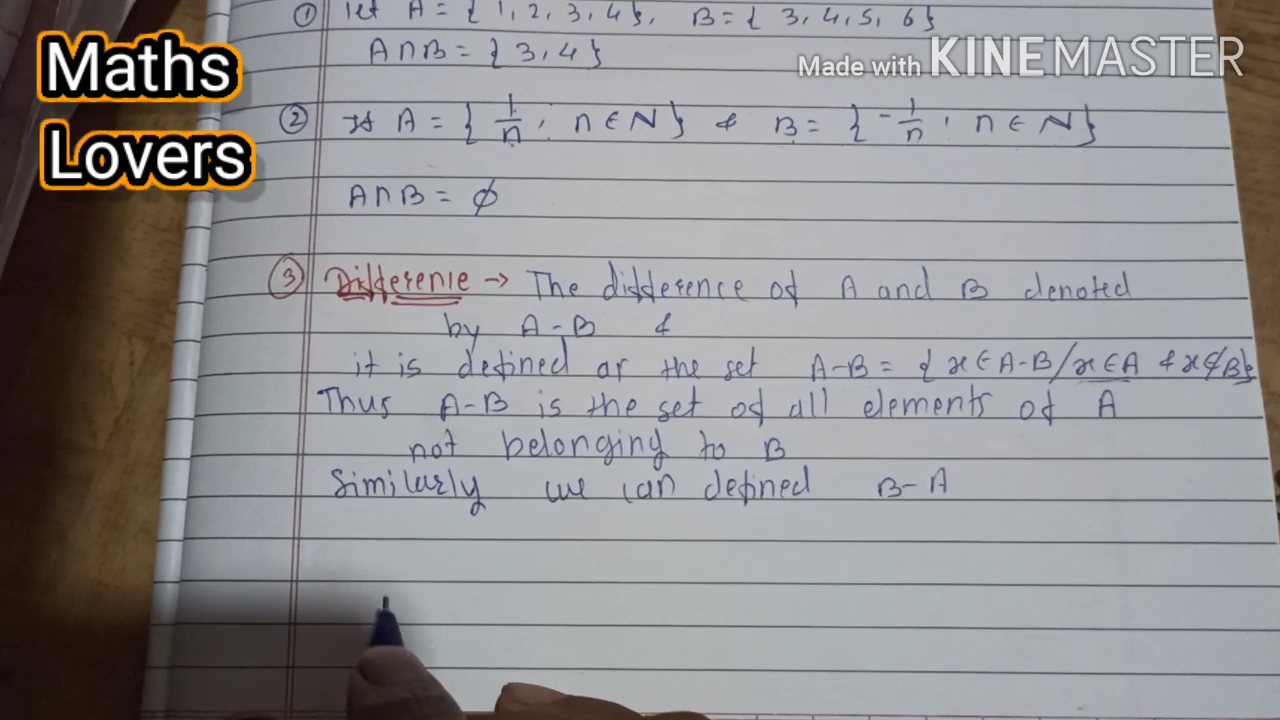 ① let A = { 1, 2, 3, 4 }, B = { 3, 4, 5, 6 }
A∩B = { 3, 4 }
Maths
Lovers
Made with KINEMASTER
② If A = { 1/n , n ∈ N } & B = { -1/n , n ∈ N }
A∩B = ϕ
③ Difference → The difference of A and B denoted
by A-B &
it is defined as the set A-B = { x ∈ A-B / x ∈ A & x ∉ B }
Thus A-B is the set of all elements of A
not belonging to B
Similarly we can defined B-A